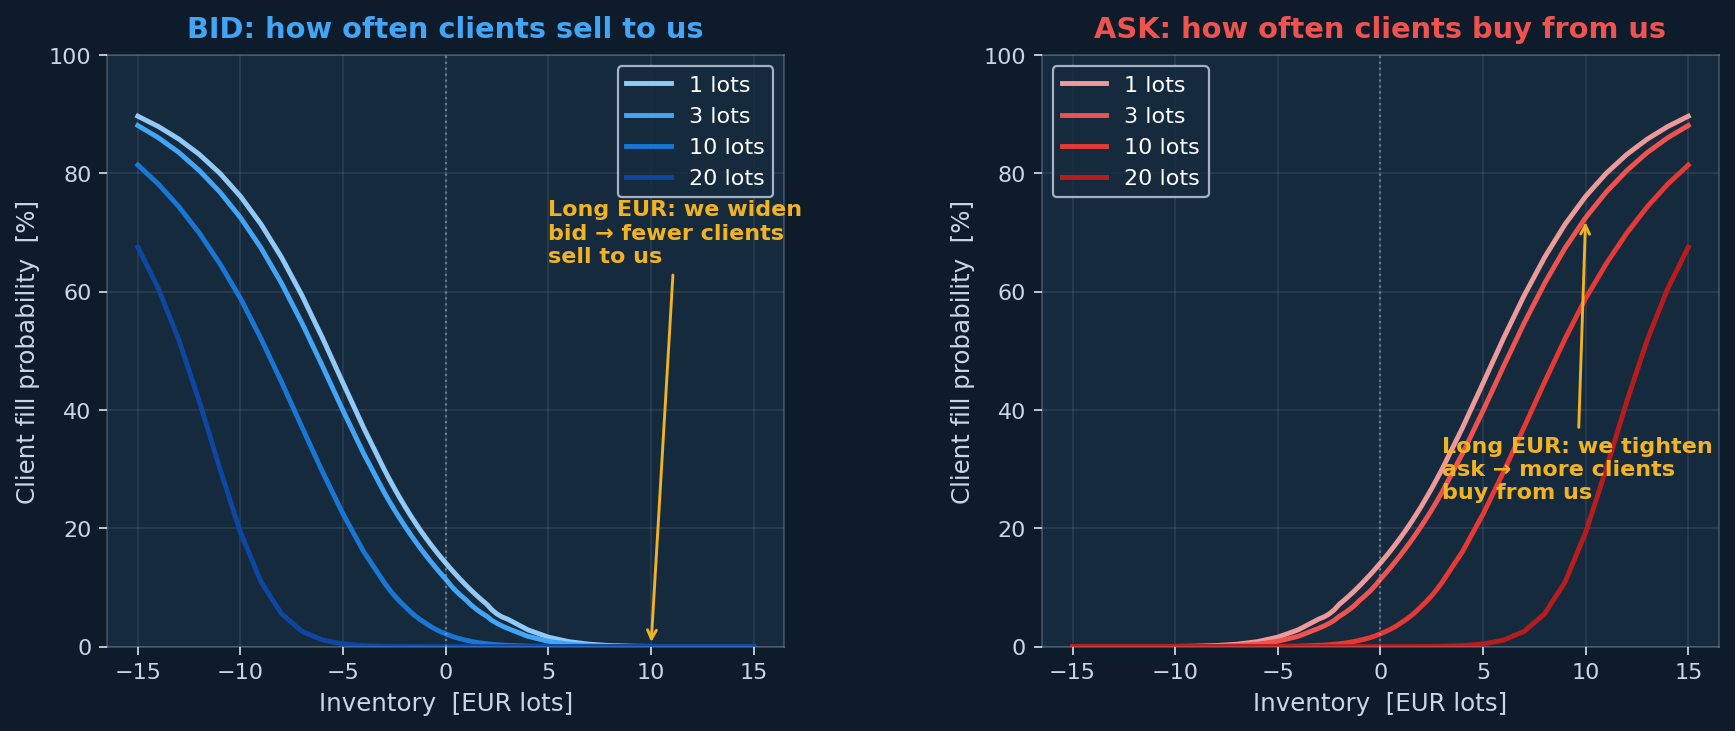 BID: how often clients sell to us
100
80
60
40
20
0
Client fill probability [%]
1 lots
3 lots
10 lots
20 lots
Long EUR: we widen
bid → fewer clients
sell to us
−15
−10
−5
0
5
10
15
Inventory [EUR lots]
ASK: how often clients buy from us
100
80
60
40
20
0
Client fill probability [%]
1 lots
3 lots
10 lots
20 lots
Long EUR: we tighten
ask → more clients
buy from us
−15
−10
−5
0
5
10
15
Inventory [EUR lots]